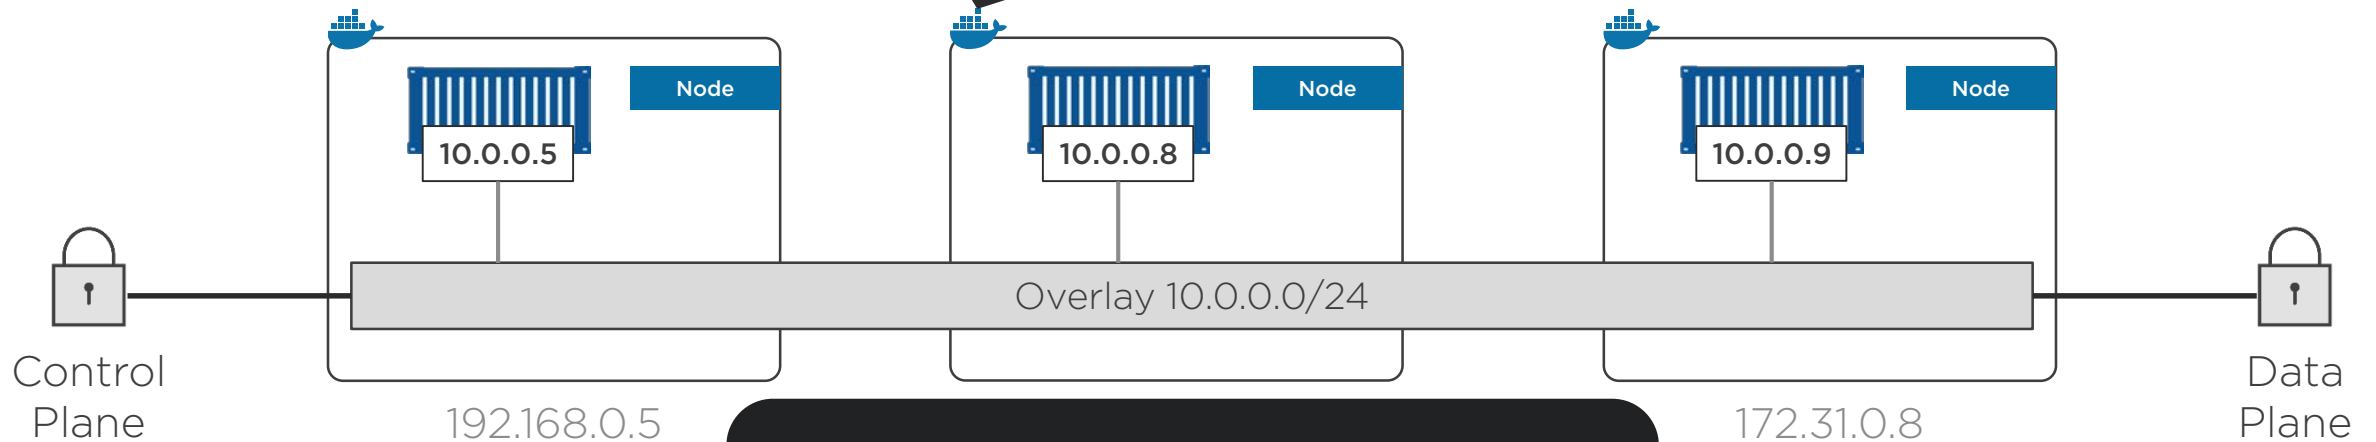 Node
Node
Node
10.0.0.5
10.0.0.8
10.0.0.9
Overlay 10.0.0.0/24
Control
Plane
Data
Plane
192.168.0.5
172.31.0.8